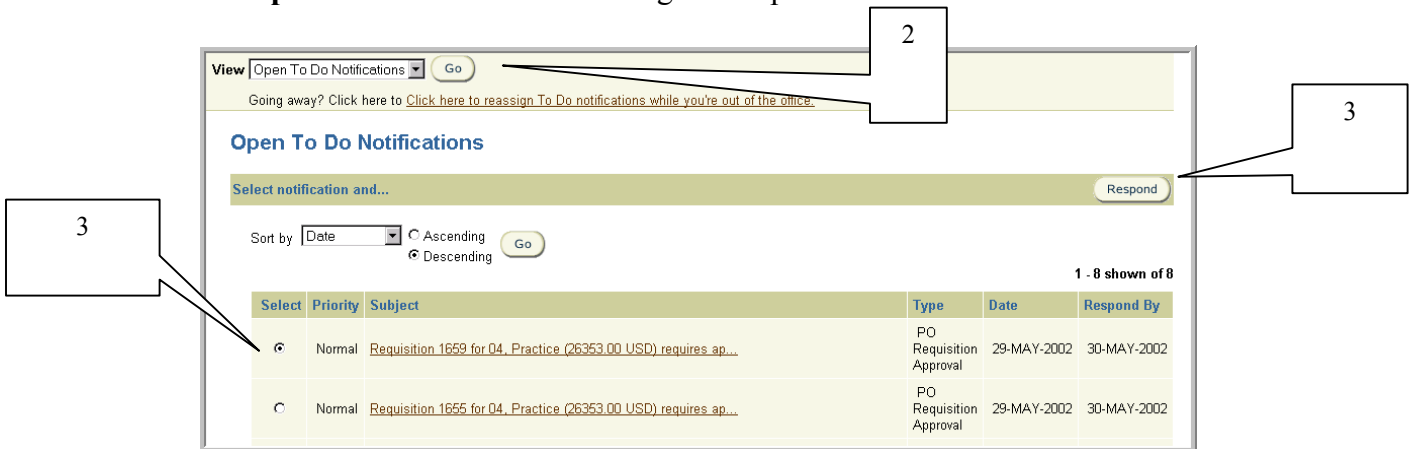 2
View Open To Do Notifications Go
Going away? Click here to Click here to reassign To Do notifications while you're out of the office.
3
Open To Do Notifications
Select notification and... Respond
3
Sort by Date Ascending
Descending Go
1 - 8 shown of 8
Select Priority Subject Type Date Respond By
Normal Requisition 1659 for 04, Practice (26353.00 USD) requires ap... PO Requisition Approval 29-MAY-2002 30-MAY-2002
Normal Requisition 1655 for 04, Practice (26353.00 USD) requires ap... PO Requisition Approval 29-MAY-2002 30-MAY-2002